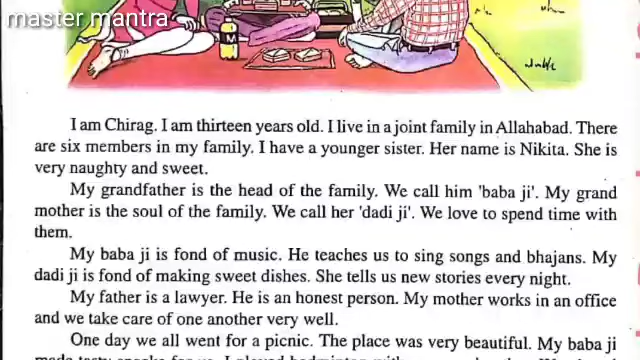 master mantra
M
I am Chirag. I am thirteen years old. I live in a joint family in Allahabad. There
are six members in my family. I have a younger sister. Her name is Nikita. She is
very naughty and sweet.
My grandfather is the head of the family. We call him 'baba ji'. My grand
mother is the soul of the family. We call her 'dadi ji'. We love to spend time with
them.
My baba ji is fond of music. He teaches us to sing songs and bhajans. My
dadi ji is fond of making sweet dishes. She tells us new stories every night.
My father is a lawyer. He is an honest person. My mother works in an office
and we take care of one another very well.
One day we all went for a picnic. The place was very beautiful. My baba ji